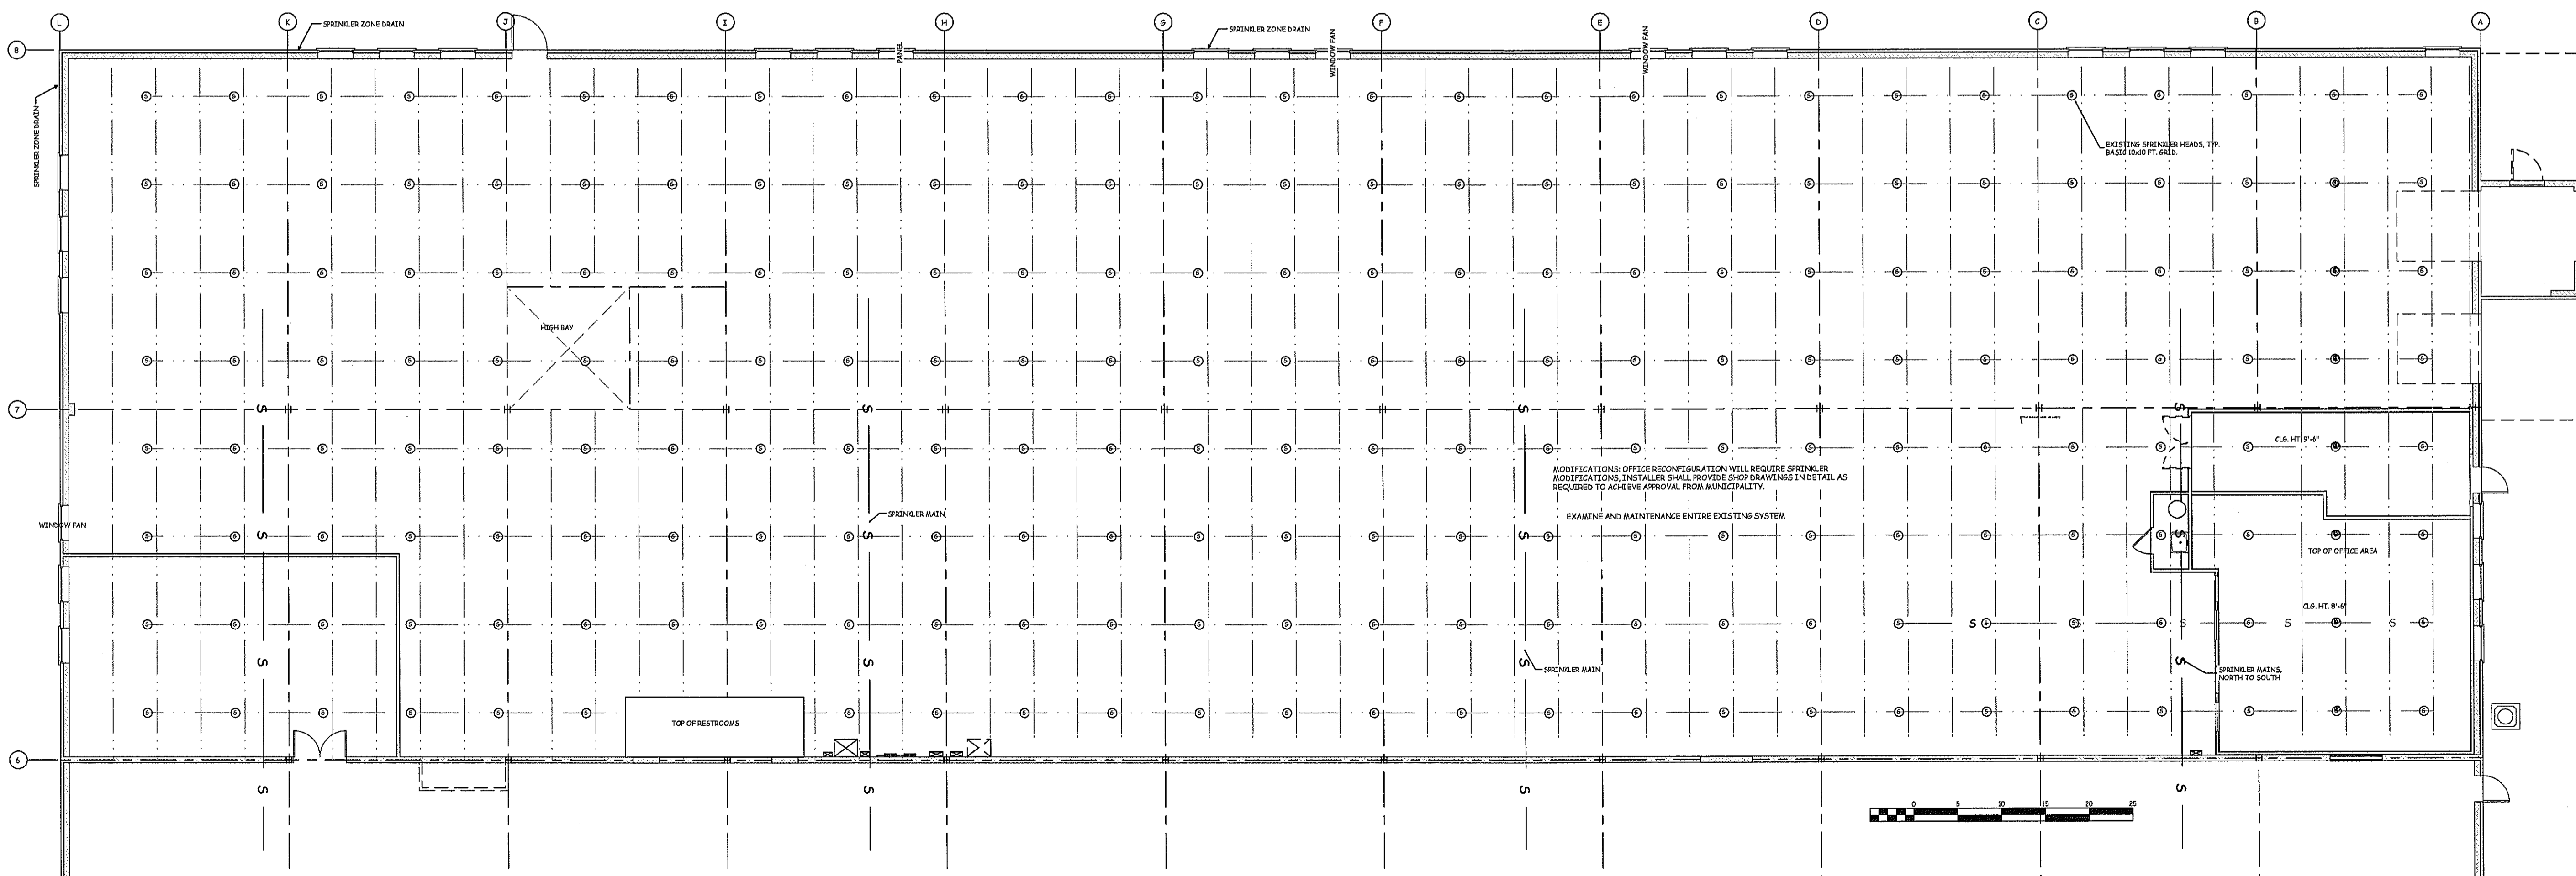 L K J I H G F E D C B A
8
SPRINKLER ZONE DRAIN
SPRINKLER ZONE DRAIN
SPRINKLER ZONE DRAIN
PANEL
WINDOW FAN
WINDOW FAN
EXISTING SPRINKLER HEADS, TYP.
BASIC 10x10 FT. GRID.
HIGH BAY
7
S S S S
CLG. HT. 9'-6"
MODIFICATIONS: OFFICE RECONFIGURATION WILL REQUIRE SPRINKLER
MODIFICATIONS, INSTALLER SHALL PROVIDE SHOP DRAWINGS IN DETAIL AS
REQUIRED TO ACHIEVE APPROVAL FROM MUNICIPALITY.
EXAMINE AND MAINTENANCE ENTIRE EXISTING SYSTEM
WINDOW FAN
SPRINKLER MAIN
S S S S
TOP OF OFFICE AREA
CLG. HT. 8'-6"
S S S S S
S S S S
SPRINKLER MAIN
SPRINKLER MAINS,
NORTH TO SOUTH
TOP OF RESTROOMS
6
S S S S
0 5 10 15 20 25